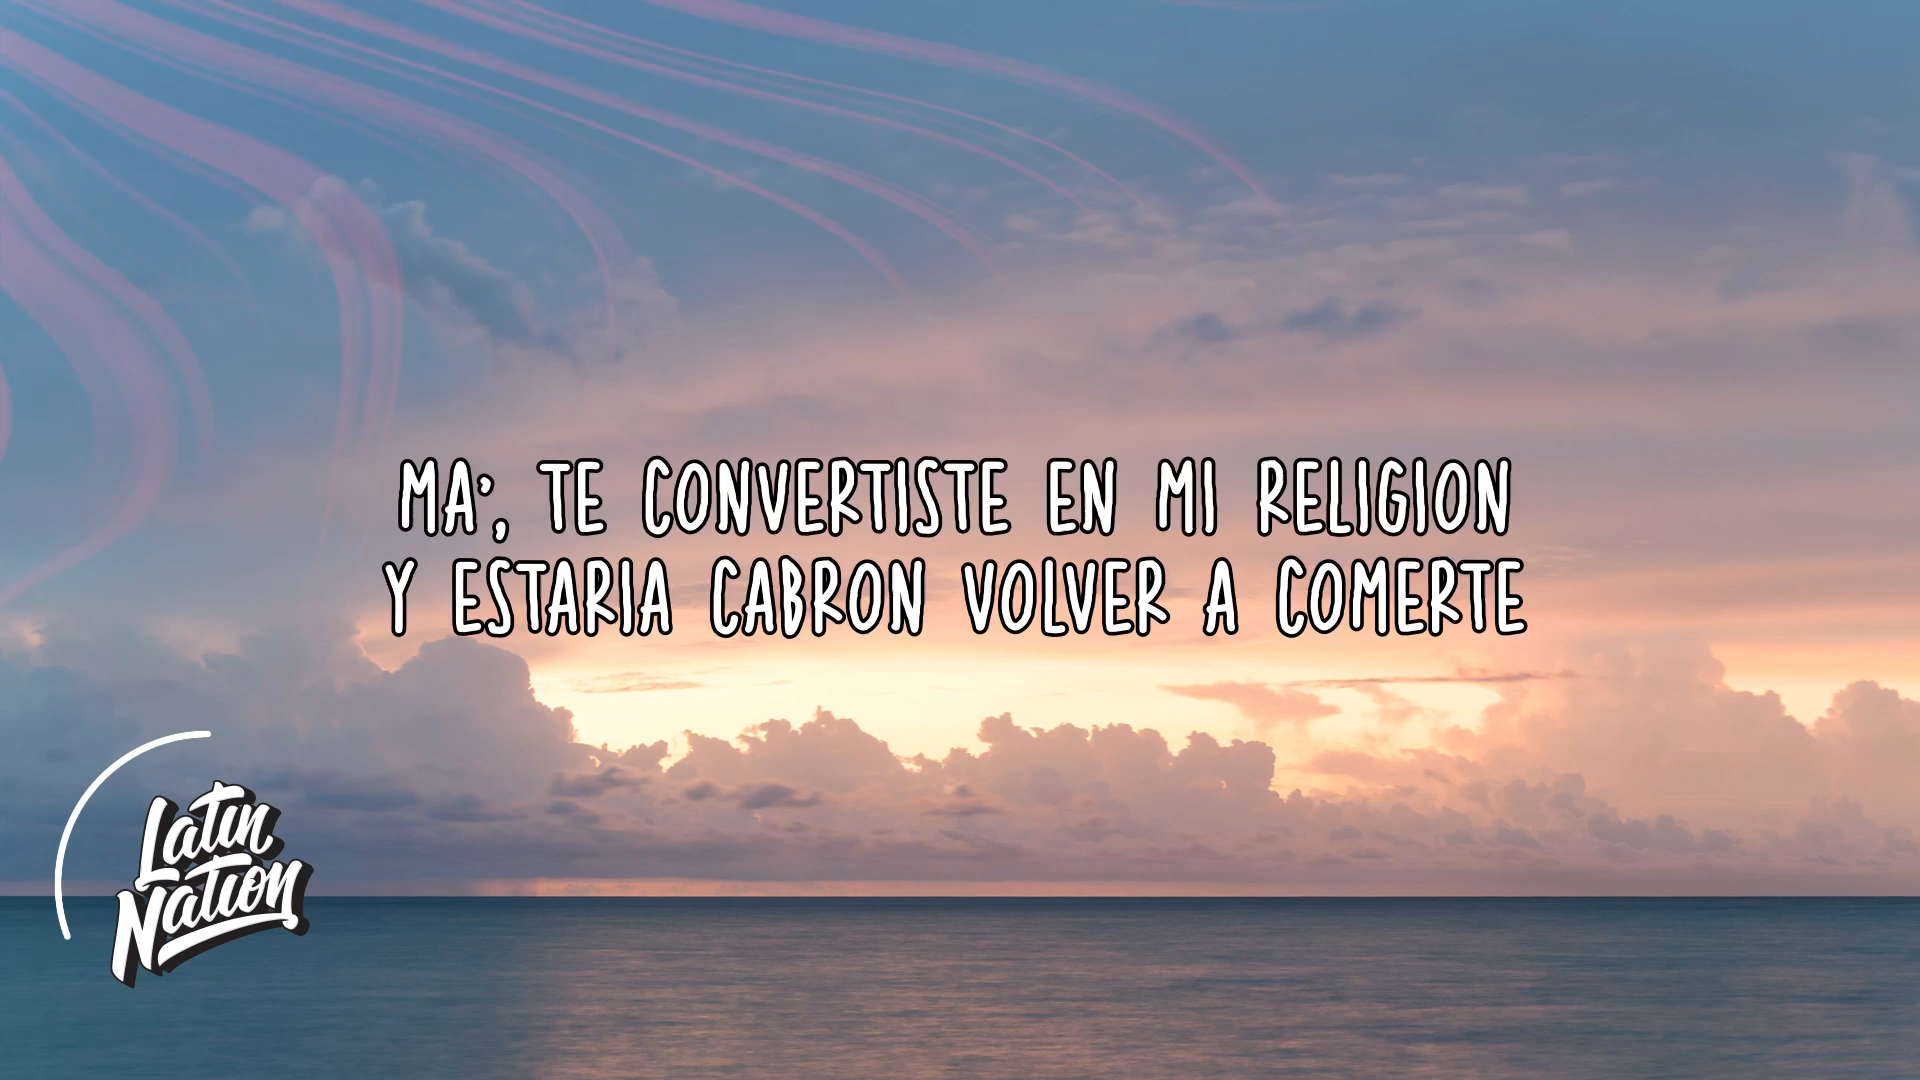 MA', TE CONVERTISTE EN MI RELIGION
Y ESTARIA CABRON VOLVER A COMERTE
Latin
Nation